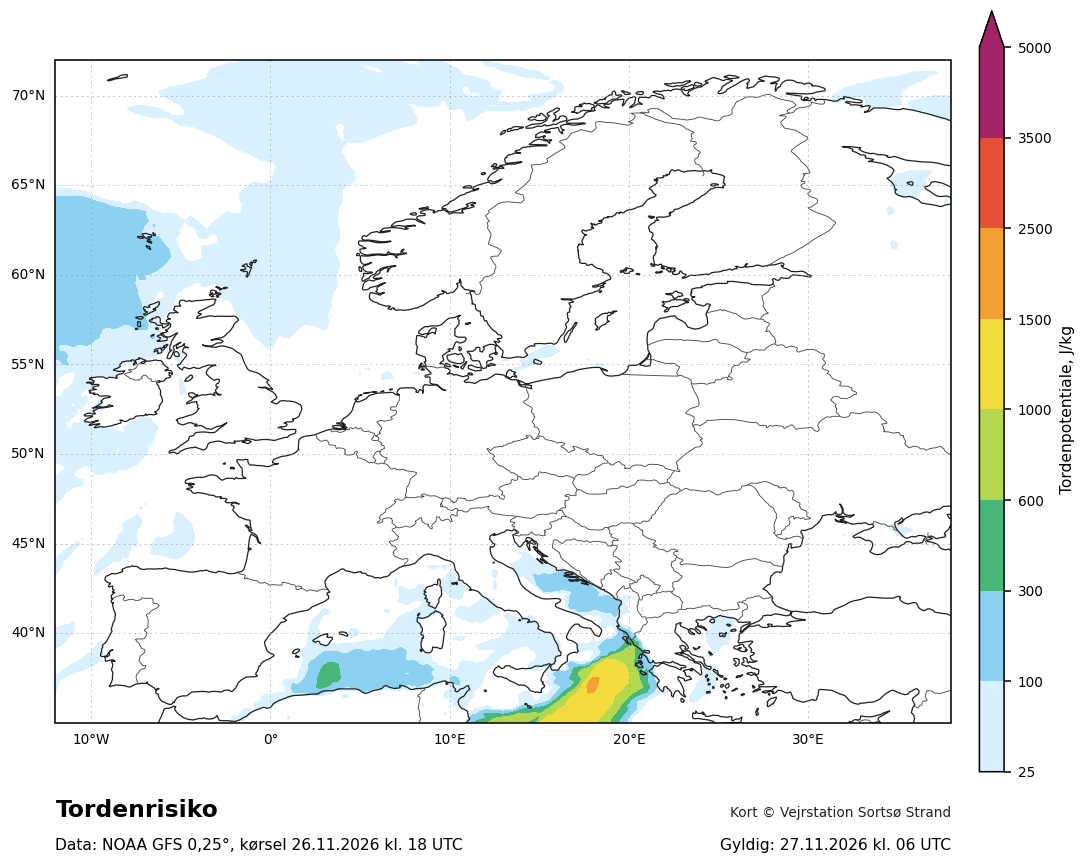 70°N
65°N
60°N
55°N
50°N
45°N
40°N
10°W
0°
10°E
20°E
30°E
5000
3500
2500
1500
1000
600
300
100
25
Tordenpotentiale, J/kg
Tordenrisiko
Kort © Vejrstation Sortsø Strand
Data: NOAA GFS 0,25°, kørsel 26.11.2026 kl. 18 UTC
Gyldig: 27.11.2026 kl. 06 UTC